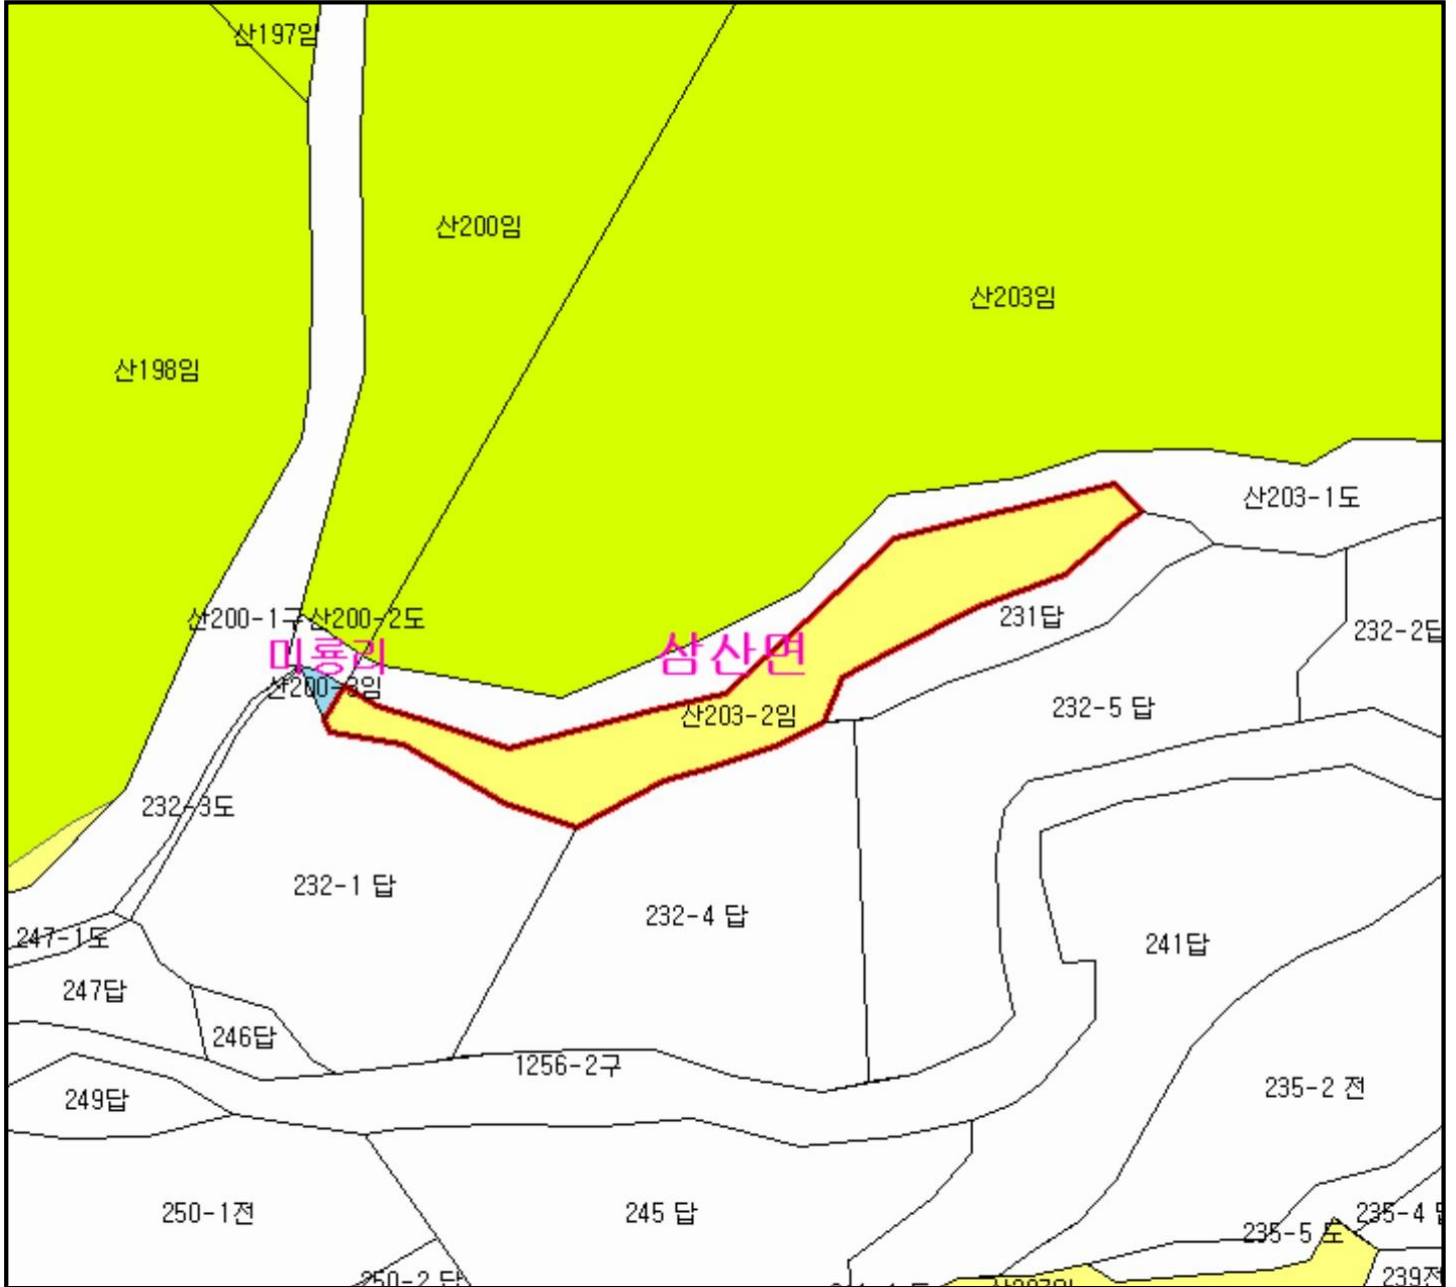 산197임
산200임
산203임
산198임
산203-1도
산200-1구
산200-2도
231답
232-2답
미룡리
삼산면
산200-3임
산203-2임
232-5 답
232-3도
232-1 답
232-4 답
247-1도
241답
247답
246답
1256-2구
249답
235-2 전
250-1전
245 답
235-4
235-5 도
239전
250-2 답